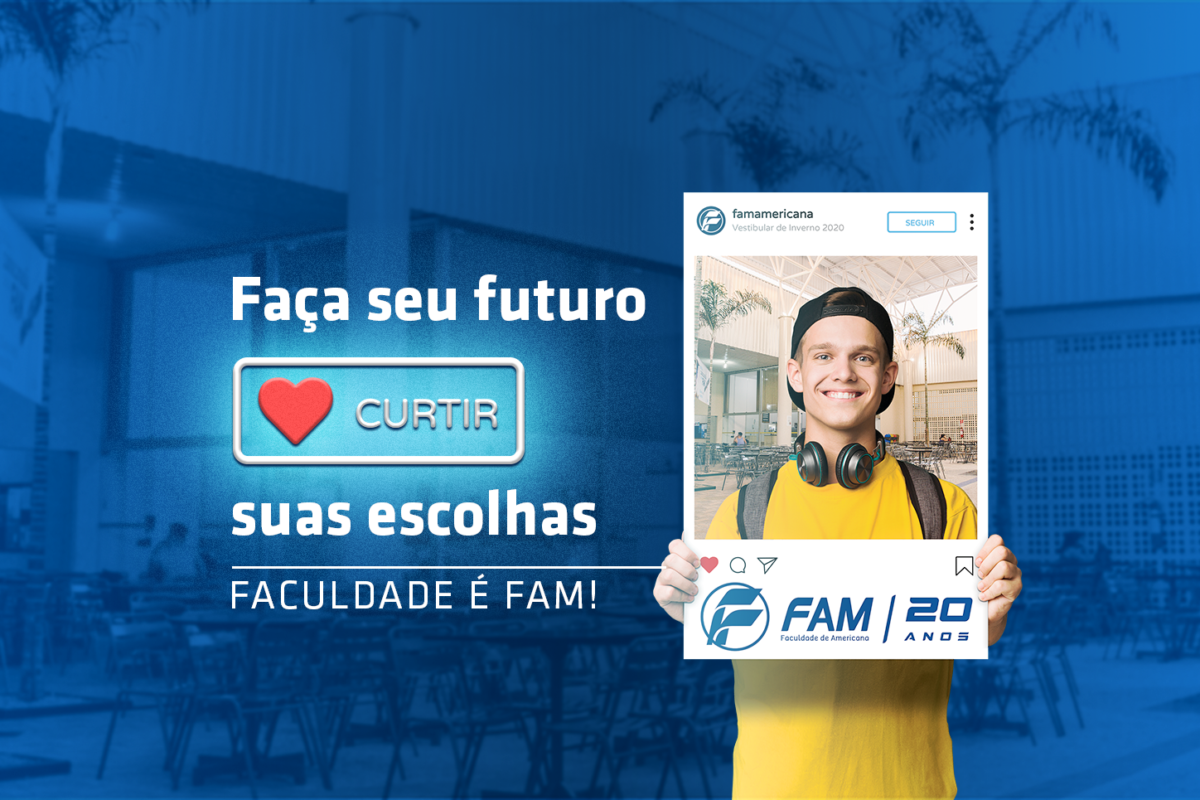 Faça seu futuro
CURTIR
suas escolhas
FACULDADE É FAM!
famamericana
Vestibular de Inverno 2020
SEGUIR
FAM
Faculdade de Americana
20
ANOS